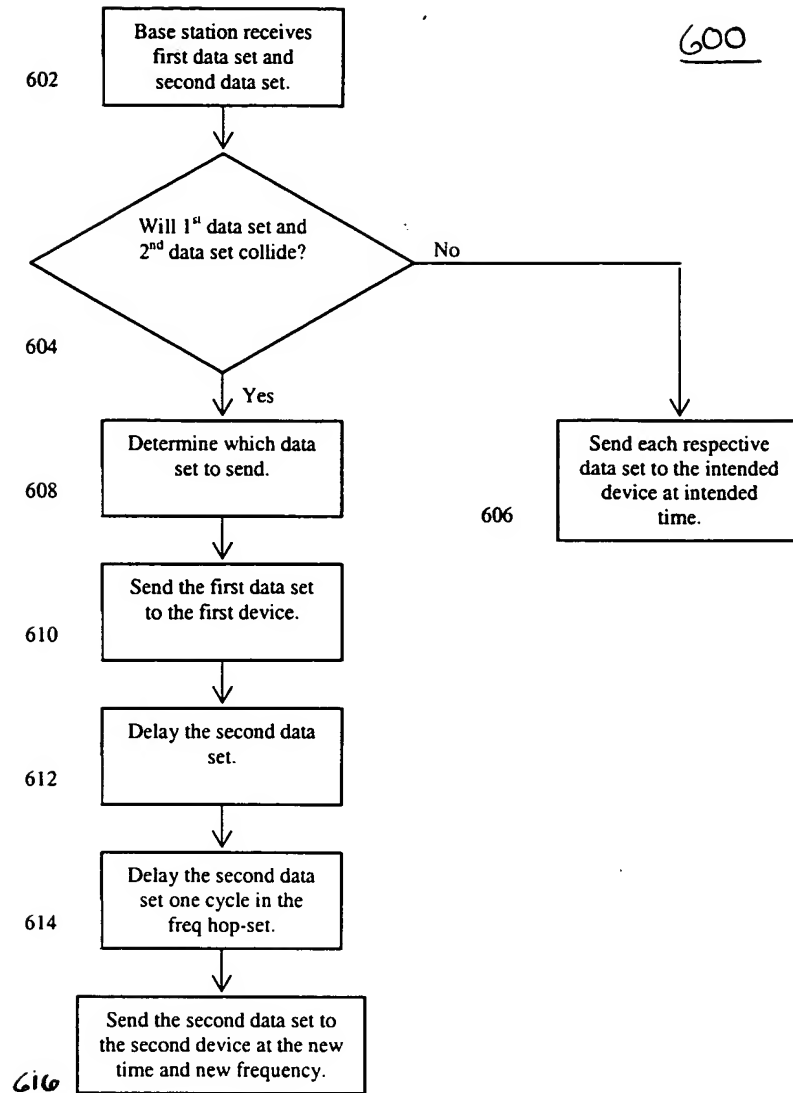 600
Base station receives
first data set and
second data set.
602
Will 1st data set and
2nd data set collide?
No
604
Yes
Determine which data
set to send.
608
Send each respective
data set to the intended
device at intended
time.
606
Send the first data set
to the first device.
610
Delay the second data
set.
612
Delay the second data
set one cycle in the
freq hop-set.
614
Send the second data set to
the second device at the new
time and new frequency.
616